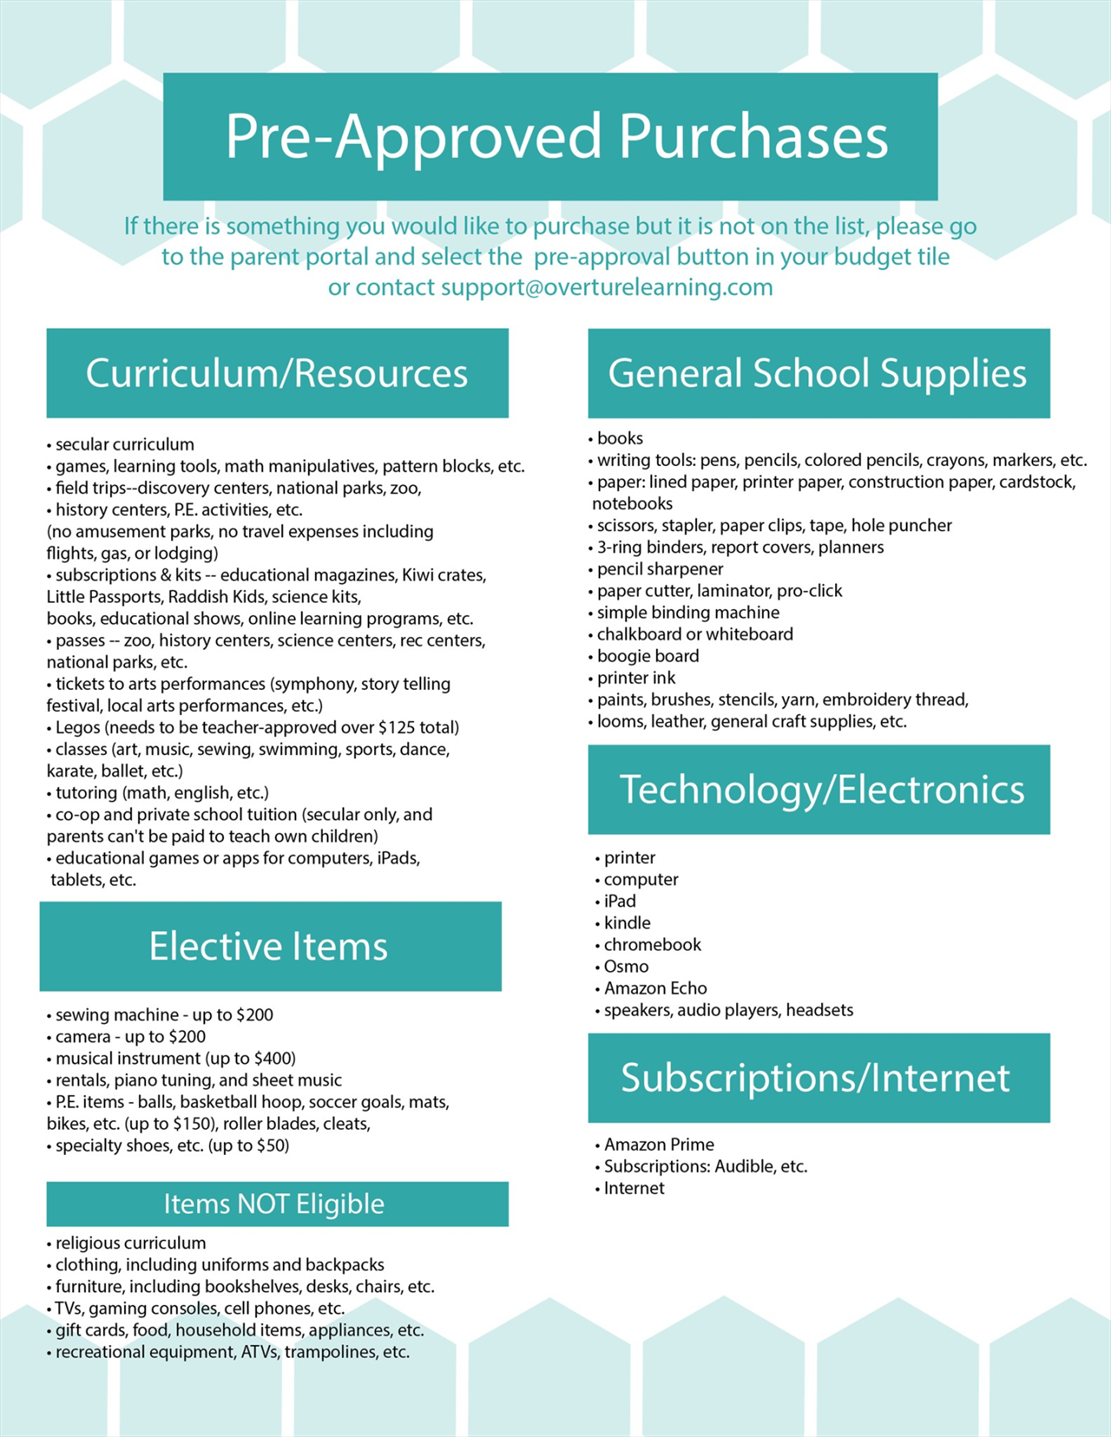 Pre-Approved Purchases
If there is something you would like to purchase but it is not on the list, please go
to the parent portal and select the pre-approval button in your budget tile
or contact support@overturelearning.com
Curriculum/Resources
• secular curriculum
• games, learning tools, math manipulatives, pattern blocks, etc.
• field trips--discovery centers, national parks, zoo,
• history centers, P.E. activities, etc.
(no amusement parks, no travel expenses including
flights, gas, or lodging)
• subscriptions & kits -- educational magazines, Kiwi crates,
Little Passports, Raddish Kids, science kits,
books, educational shows, online learning programs, etc.
• passes -- zoo, history centers, science centers, rec centers,
national parks, etc.
• tickets to arts performances (symphony, story telling
festival, local arts performances, etc.)
• Legos (needs to be teacher-approved over $125 total)
• classes (art, music, sewing, swimming, sports, dance,
karate, ballet, etc.)
• tutoring (math, english, etc.)
• co-op and private school tuition (secular only, and
parents can't be paid to teach own children)
• educational games or apps for computers, iPads,
tablets, etc.
Elective Items
• sewing machine - up to $200
• camera - up to $200
• musical instrument (up to $400)
• rentals, piano tuning, and sheet music
• P.E. items - balls, basketball hoop, soccer goals, mats,
bikes, etc. (up to $150), roller blades, cleats,
• specialty shoes, etc. (up to $50)
Items NOT Eligible
• religious curriculum
• clothing, including uniforms and backpacks
• furniture, including bookshelves, desks, chairs, etc.
• TVs, gaming consoles, cell phones, etc.
• gift cards, food, household items, appliances, etc.
• recreational equipment, ATVs, trampolines, etc.
General School Supplies
• books
• writing tools: pens, pencils, colored pencils, crayons, markers, etc.
• paper: lined paper, printer paper, construction paper, cardstock,
notebooks
• scissors, stapler, paper clips, tape, hole puncher
• 3-ring binders, report covers, planners
• pencil sharpener
• paper cutter, laminator, pro-click
• simple binding machine
• chalkboard or whiteboard
• boogie board
• printer ink
• paints, brushes, stencils, yarn, embroidery thread,
• looms, leather, general craft supplies, etc.
Technology/Electronics
• printer
• computer
• iPad
• kindle
• chromebook
• Osmo
• Amazon Echo
• speakers, audio players, headsets
Subscriptions/Internet
• Amazon Prime
• Subscriptions: Audible, etc.
• Internet